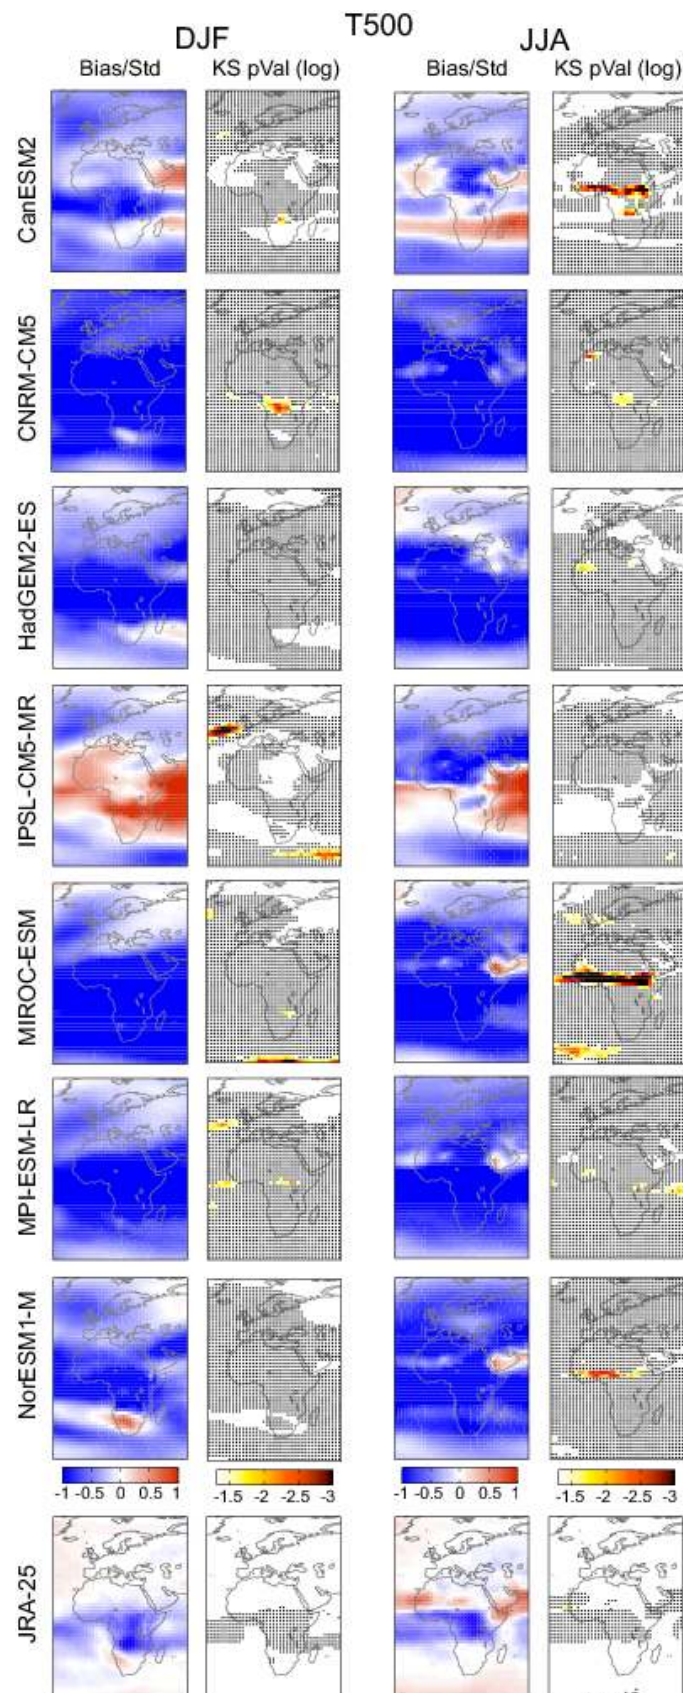 T500
DJF JJA
Bias/Std KS pVal (log) Bias/Std KS pVal (log)
CanESM2
CNRM-CM5
HadGEM2-ES
IPSL-CM5-MR
MIROC-ESM
MPI-ESM-LR
NorESM1-M
-1 -0.5 0 0.5 1 -1.5 -2 -2.5 -3 -1 -0.5 0 0.5 1 -1.5 -2 -2.5 -3
JRA-25